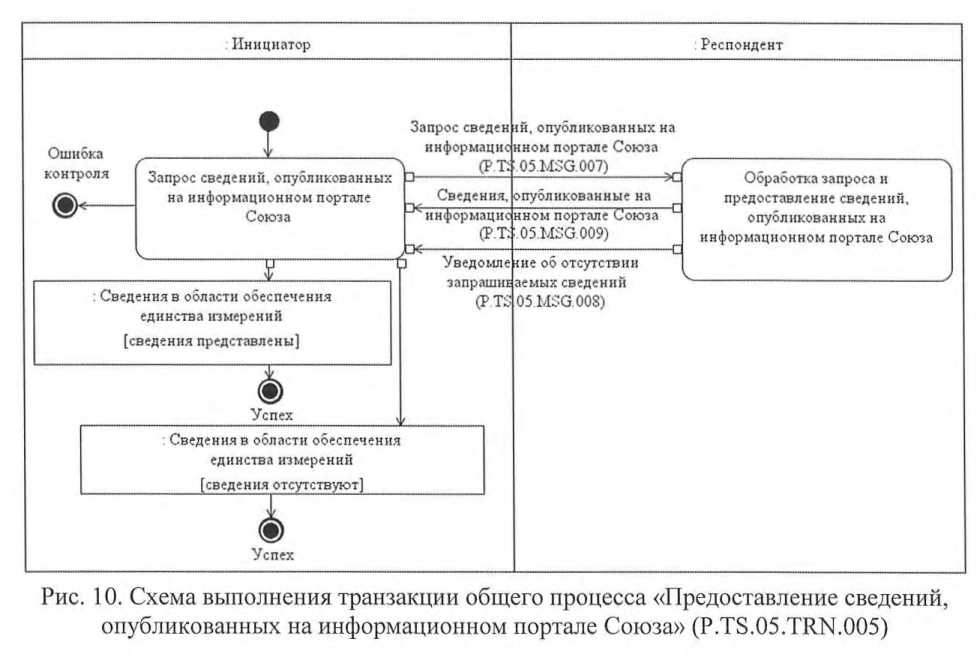 : Инициатор
: Респондент
Ошибка
контроля
Запрос сведений, опубликованных
на информационном портале
Союза
Запрос сведений, опубликованных на
информационном портале Союза
(P.TS.05.MSG.007)
Сведения, опубликованные на
информационном портале Союза
(P.TS.05.MSG.009)
Уведомление об отсутствии
запрашиваемых сведений
(P.TS.05.MSG.008)
Обработка запроса и
предоставление сведений,
опубликованных на
информационном портале Союза
: Сведения в области обеспечения
единства измерений
[сведения представлены]
Успех
: Сведения в области обеспечения
единства измерений
[сведения отсутствуют]
Успех
Рис. 10. Схема выполнения транзакции общего процесса «Предоставление сведений,
опубликованных на информационном портале Союза» (P.TS.05.TRN.005)